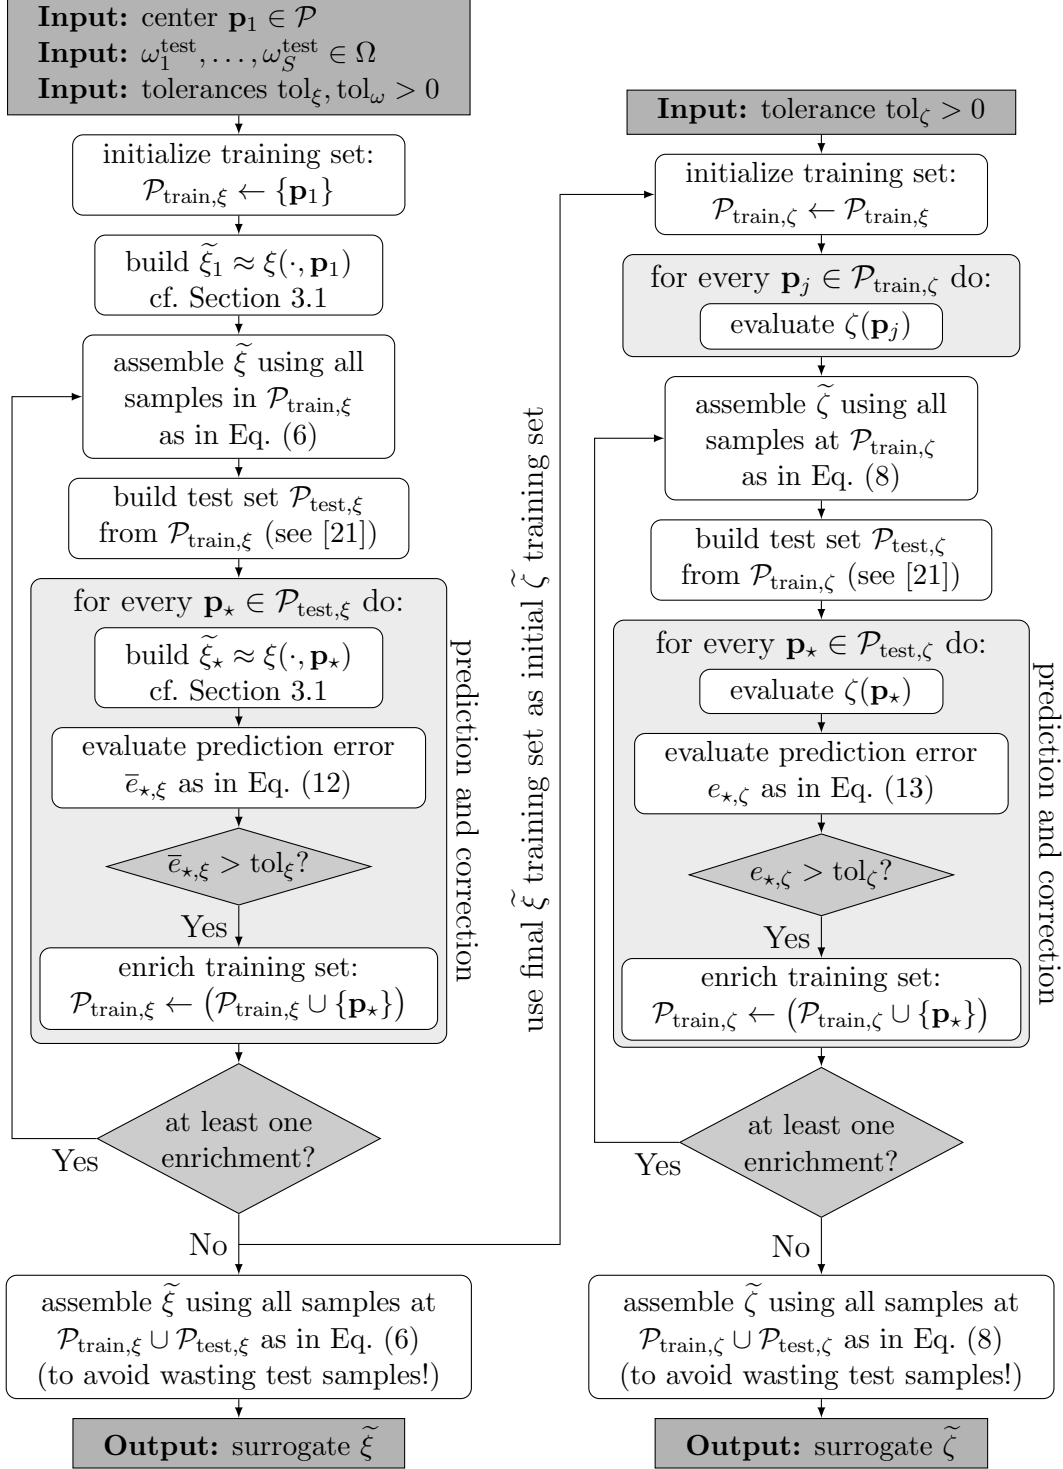 Input: center p₁ ∈ 𝒫
Input: ω₁^test, . . . , ω_S^test ∈ Ω
Input: tolerances tol_ξ, tol_ω > 0
initialize training set:
𝒫_train,ξ ← {p₁}
build ξ̃₁ ≈ ξ(·, p₁)
cf. Section 3.1
assemble ξ̃ using all
samples in 𝒫_train,ξ
as in Eq. (6)
build test set 𝒫_test,ξ
from 𝒫_train,ξ (see [21])
for every p⋆ ∈ 𝒫_test,ξ do:
build ξ̃⋆ ≈ ξ(·, p⋆)
cf. Section 3.1
evaluate prediction error
e̅⋆,ξ as in Eq. (12)
e̅⋆,ξ > tol_ξ?
Yes
enrich training set:
𝒫_train,ξ ← (𝒫_train,ξ ∪ {p⋆})
prediction and correction
at least one
enrichment?
Yes
No
assemble ξ̃ using all samples at
𝒫_train,ξ ∪ 𝒫_test,ξ as in Eq. (6)
(to avoid wasting test samples!)
Output: surrogate ξ̃
use final ξ̃ training set as initial ζ̃ training set
Input: tolerance tol_ζ > 0
initialize training set:
𝒫_train,ζ ← 𝒫_train,ξ
for every p_j ∈ 𝒫_train,ζ do:
evaluate ζ(p_j)
assemble ζ̃ using all
samples at 𝒫_train,ζ
as in Eq. (8)
build test set 𝒫_test,ζ
from 𝒫_train,ζ (see [21])
for every p⋆ ∈ 𝒫_test,ζ do:
evaluate ζ(p⋆)
evaluate prediction error
e⋆,ζ as in Eq. (13)
e⋆,ζ > tol_ζ?
Yes
enrich training set:
𝒫_train,ζ ← (𝒫_train,ζ ∪ {p⋆})
prediction and correction
at least one
enrichment?
Yes
No
assemble ζ̃ using all samples at
𝒫_train,ζ ∪ 𝒫_test,ζ as in Eq. (8)
(to avoid wasting test samples!)
Output: surrogate ζ̃